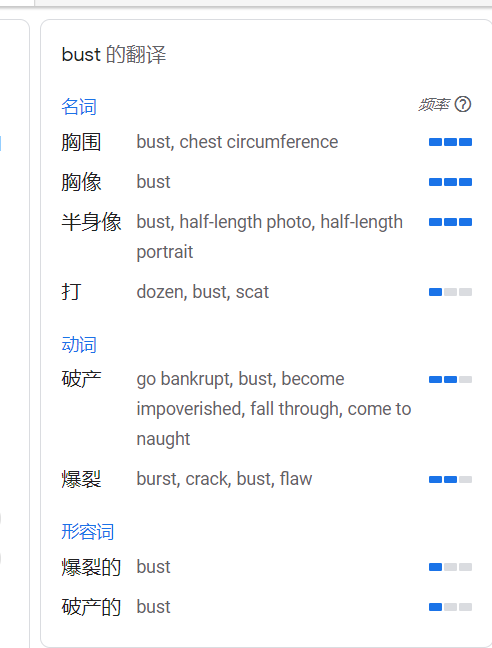 bust 的翻译
名词 频率 ?
胸围 bust, chest circumference
胸像 bust
半身像 bust, half-length photo, half-length
portrait
打 dozen, bust, scat
动词
破产 go bankrupt, bust, become
impoverished, fall through, come to
naught
爆裂 burst, crack, bust, flaw
形容词
爆裂的 bust
破产的 bust